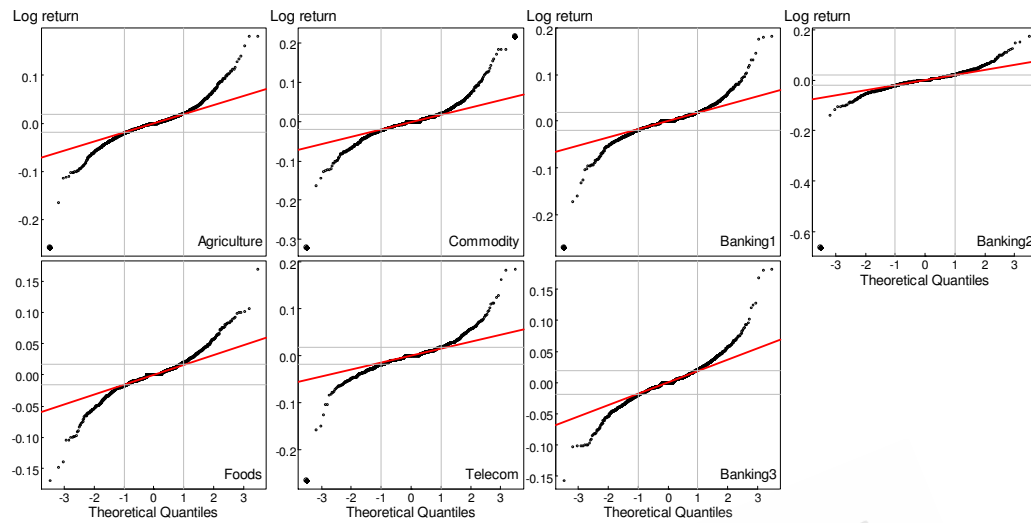 Log return Log return Log return Log return
0.1
0.0
-0.1
-0.2
Agriculture
0.2
0.1
0.0
-0.1
-0.2
-0.3
Commodity
0.1
0.0
-0.1
-0.2
Banking1
0.2
0.0
-0.2
-0.4
-0.6
Banking2
-3 -2 -1 0 1 2 3
Theoretical Quantiles
0.15
0.10
0.05
0.00
-0.05
-0.10
-0.15
Foods
-3 -2 -1 0 1 2 3
Theoretical Quantiles
0.2
0.1
0.0
-0.1
-0.2
Telecom
-3 -2 -1 0 1 2 3
Theoretical Quantiles
0.15
0.10
0.05
0.00
-0.05
-0.10
-0.15
Banking3
-3 -2 -1 0 1 2 3
Theoretical Quantiles